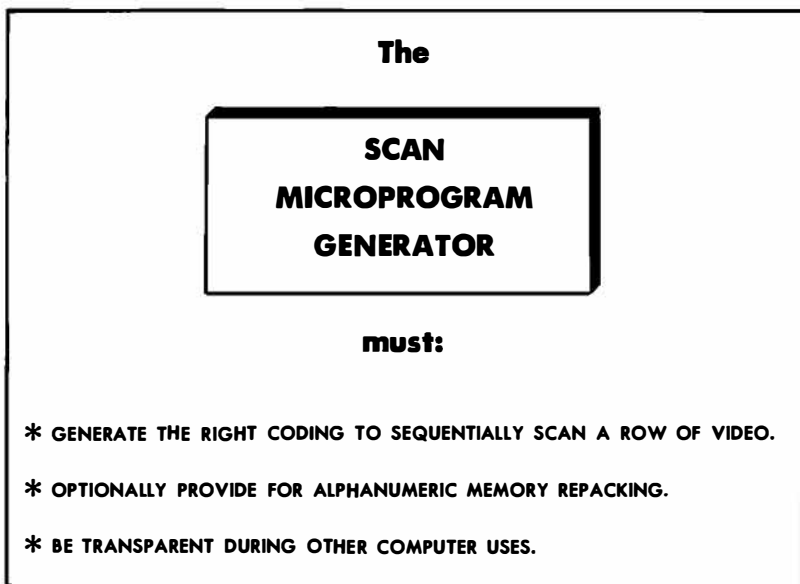 The
SCAN
MICROPROGRAM
GENERATOR
must:
* GENERATE THE RIGHT CODING TO SEQUENTIALLY SCAN A ROW OF VIDEO.
* OPTIONALLY PROVIDE FOR ALPHANUMERIC MEMORY REPACKING.
* BE TRANSPARENT DURING OTHER COMPUTER USES.